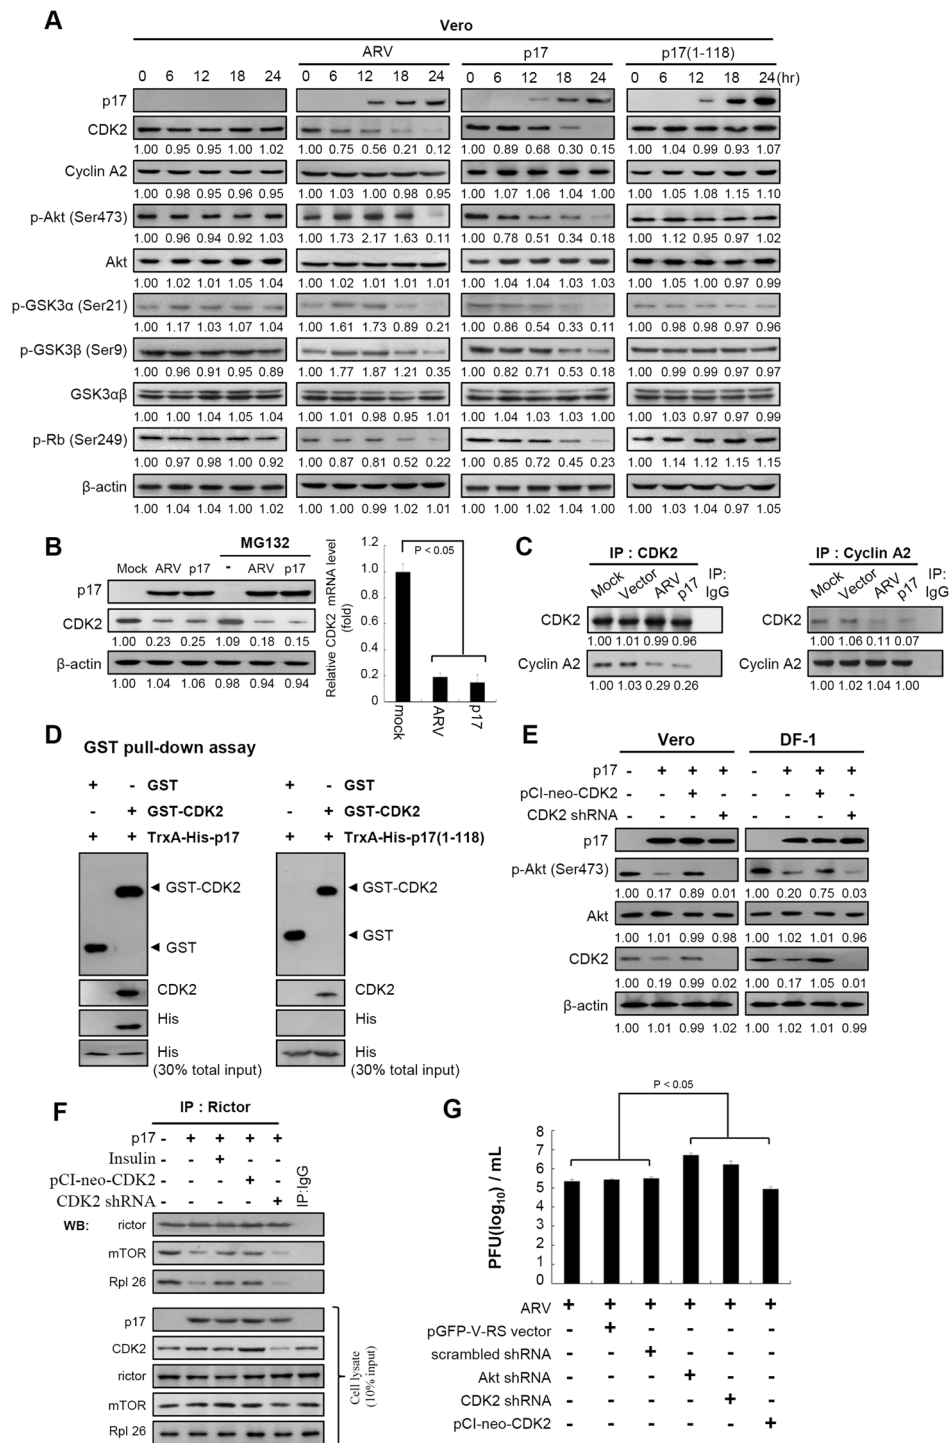 A
Vero
ARV p17 p17(1-118)
0 6 12 18 24 0 6 12 18 24 0 6 12 18 24 0 6 12 18 24 (hr)
p17
CDK2
1.00 0.95 0.95 1.00 1.02 1.00 0.75 0.56 0.21 0.12 1.00 0.89 0.68 0.30 0.15 1.00 1.04 0.99 0.93 1.07
Cyclin A2
1.00 0.98 0.95 0.96 0.95 1.00 1.03 1.00 0.98 0.95 1.00 1.07 1.06 1.04 1.00 1.00 1.05 1.08 1.15 1.10
p-Akt (Ser473)
1.00 0.96 0.94 0.92 1.03 1.00 1.73 2.17 1.63 0.11 1.00 0.78 0.51 0.34 0.18 1.00 1.12 0.95 0.97 1.02
Akt
1.00 1.02 1.01 1.05 1.04 1.00 1.02 1.01 1.01 1.01 1.00 1.04 1.04 1.03 1.03 1.00 1.01 1.00 0.97 0.99
p-GSK3α (Ser21)
1.00 1.17 1.03 1.07 1.04 1.00 1.61 1.73 0.89 0.21 1.00 0.86 0.54 0.33 0.11 1.00 0.98 0.98 0.97 0.96
p-GSK3β (Ser9)
1.00 0.96 0.91 0.95 0.89 1.00 1.77 1.87 1.21 0.35 1.00 0.82 0.71 0.53 0.18 1.00 0.99 0.99 0.97 0.97
GSK3αβ
1.00 1.00 1.04 1.05 1.04 1.00 1.01 0.98 0.95 1.01 1.00 1.04 1.03 1.03 1.00 1.00 1.03 0.97 0.97 0.99
p-Rb (Ser249)
1.00 0.97 0.98 1.00 0.92 1.00 0.87 0.81 0.52 0.22 1.00 0.85 0.72 0.45 0.23 1.00 1.14 1.12 1.15 1.15
β-actin
1.00 1.04 1.04 1.00 1.02 1.00 1.00 0.99 1.02 1.01 1.00 1.02 1.00 1.02 1.02 1.00 1.03 1.04 0.97 1.05
B
MG132
Mock ARV p17 - ARV p17
p17
CDK2
1.00 0.23 0.25 1.09 0.18 0.15
β-actin
1.00 1.04 1.06 0.98 0.94 0.94
Relative CDK2 mRNA level
(fold)
1.2
1.0
0.8
0.6
0.4
0.2
0
P < 0.05
mock ARV p17
C
IP : CDK2 IP : Cyclin A2
Mock Vector ARV p17 IP: IgG Mock Vector ARV p17 IP: IgG
CDK2 CDK2
1.00 1.01 0.99 0.96 1.00 1.06 0.11 0.07
Cyclin A2 Cyclin A2
1.00 1.03 0.29 0.26 1.00 1.02 1.04 1.00
D
GST pull-down assay
+ - GST + - GST
- + GST-CDK2 - + GST-CDK2
+ + TrxA-His-p17 + + TrxA-His-p17(1-118)
GST-CDK2 GST-CDK2
GST GST
CDK2 CDK2
His His
His His
(30% total input) (30% total input)
E
Vero DF-1
p17 - + + + - + + +
pCI-neo-CDK2 - - + - - - + -
CDK2 shRNA - - - + - - - +
p17
p-Akt (Ser473)
1.00 0.17 0.89 0.01 1.00 0.20 0.75 0.03
Akt
1.00 1.01 0.99 0.98 1.00 1.02 1.01 0.96
CDK2
1.00 0.19 0.99 0.02 1.00 0.17 1.05 0.01
β-actin
1.00 1.01 0.99 1.02 1.00 1.02 1.01 0.99
F
IP : Rictor
p17 - + + + +
Insulin - - + - -
pCI-neo-CDK2 - - - + -
CDK2 shRNA - - - - +
IP:IgG
WB: rictor
mTOR
Rpl 26
p17
CDK2
rictor
mTOR
Rpl 26
Cell lysate
(10% input)
G
P < 0.05
PFU(log10) / mL
8
7
6
5
4
3
2
1
0
ARV + + + + + +
pGFP-V-RS vector - + - - - -
scrambled shRNA - - + - - -
Akt shRNA - - - + - -
CDK2 shRNA - - - - + -
pCI-neo-CDK2 - - - - - +